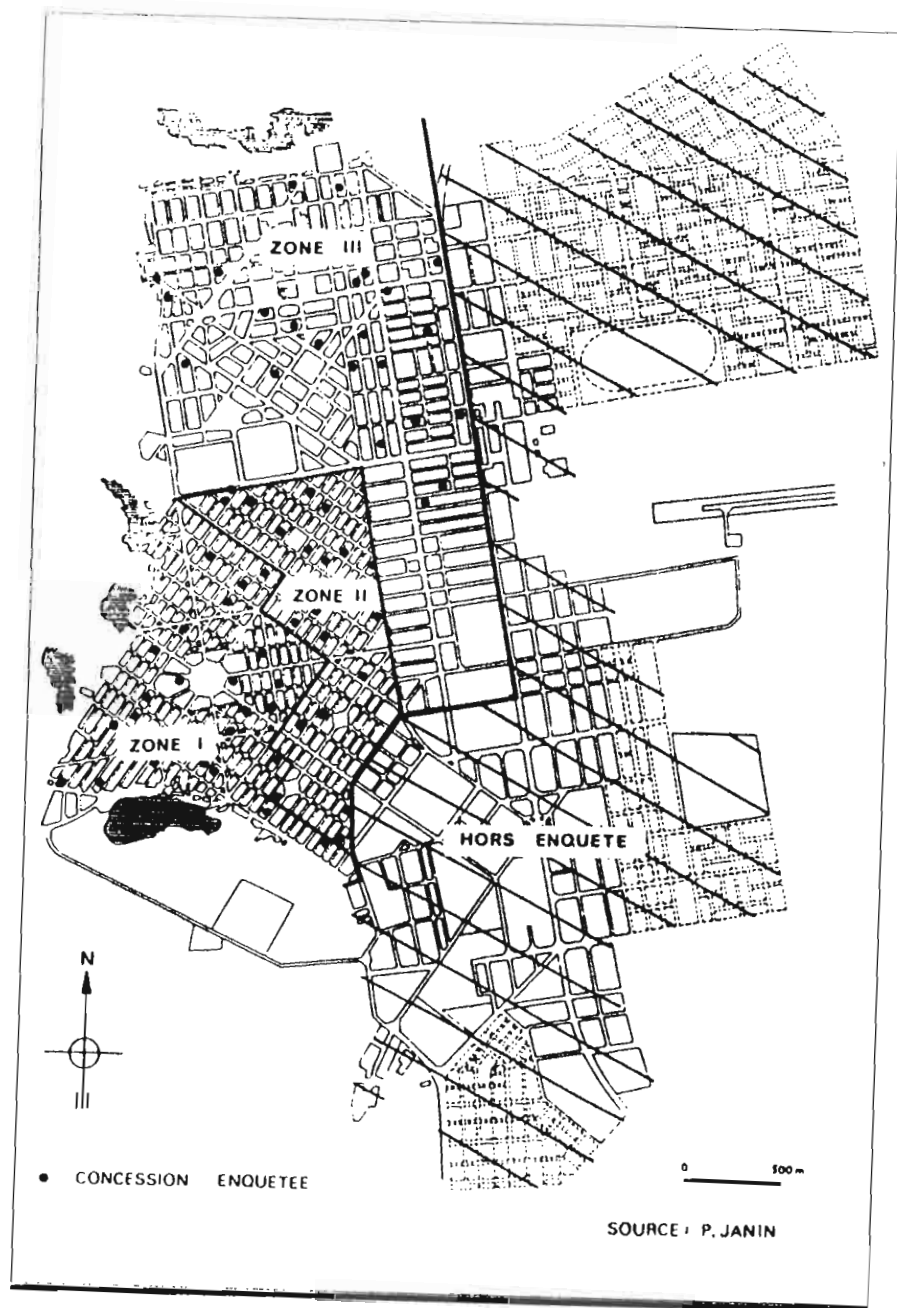 ZONE III
ZONE II
ZONE I
HORS ENQUETE
N
CONCESSION ENQUETEE
0 500 m
SOURCE : P. JANIN